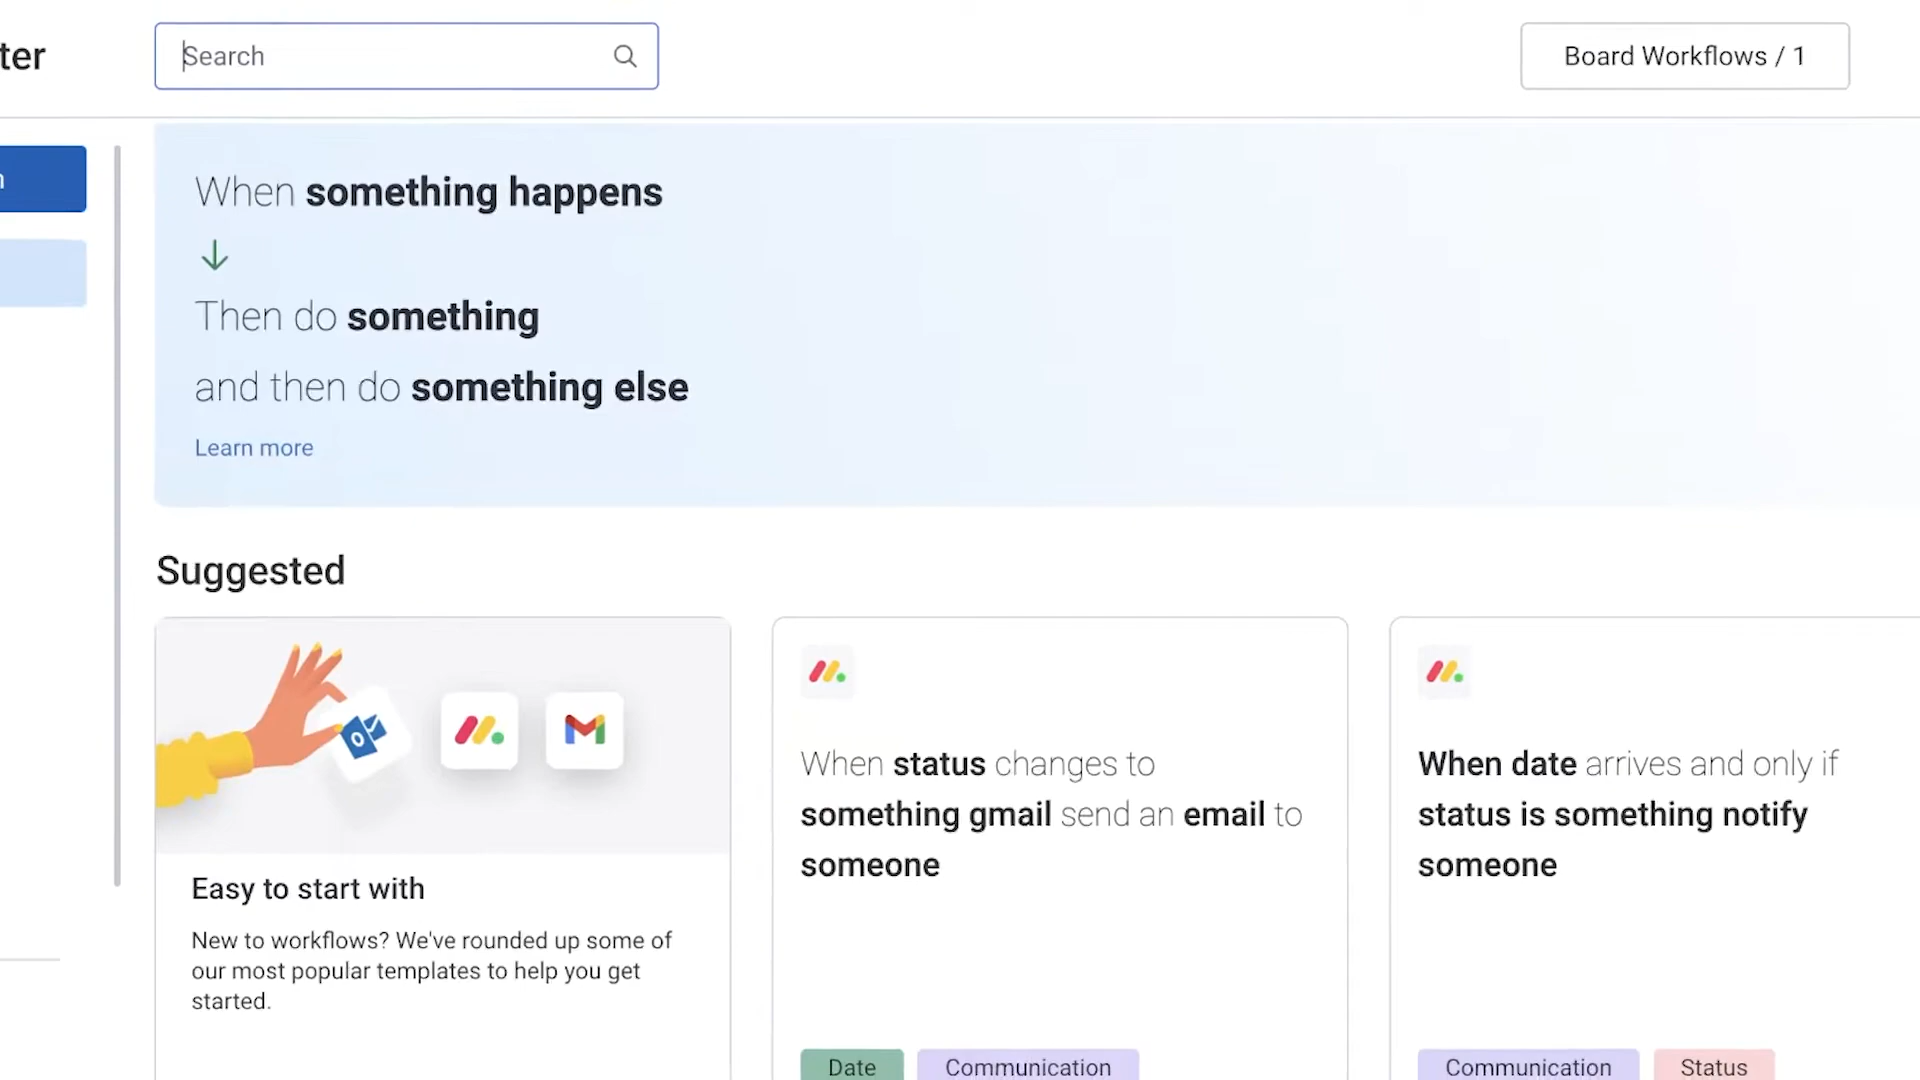 ter
Search
Board Workflows / 1
When something happens
Then do something
and then do something else
Learn more
Suggested
Easy to start with
New to workflows? We've rounded up some of
our most popular templates to help you get
started.
When status changes to
something gmail send an email to
someone
Date
Communication
When date arrives and only if
status is something notify
someone
Communication
Status